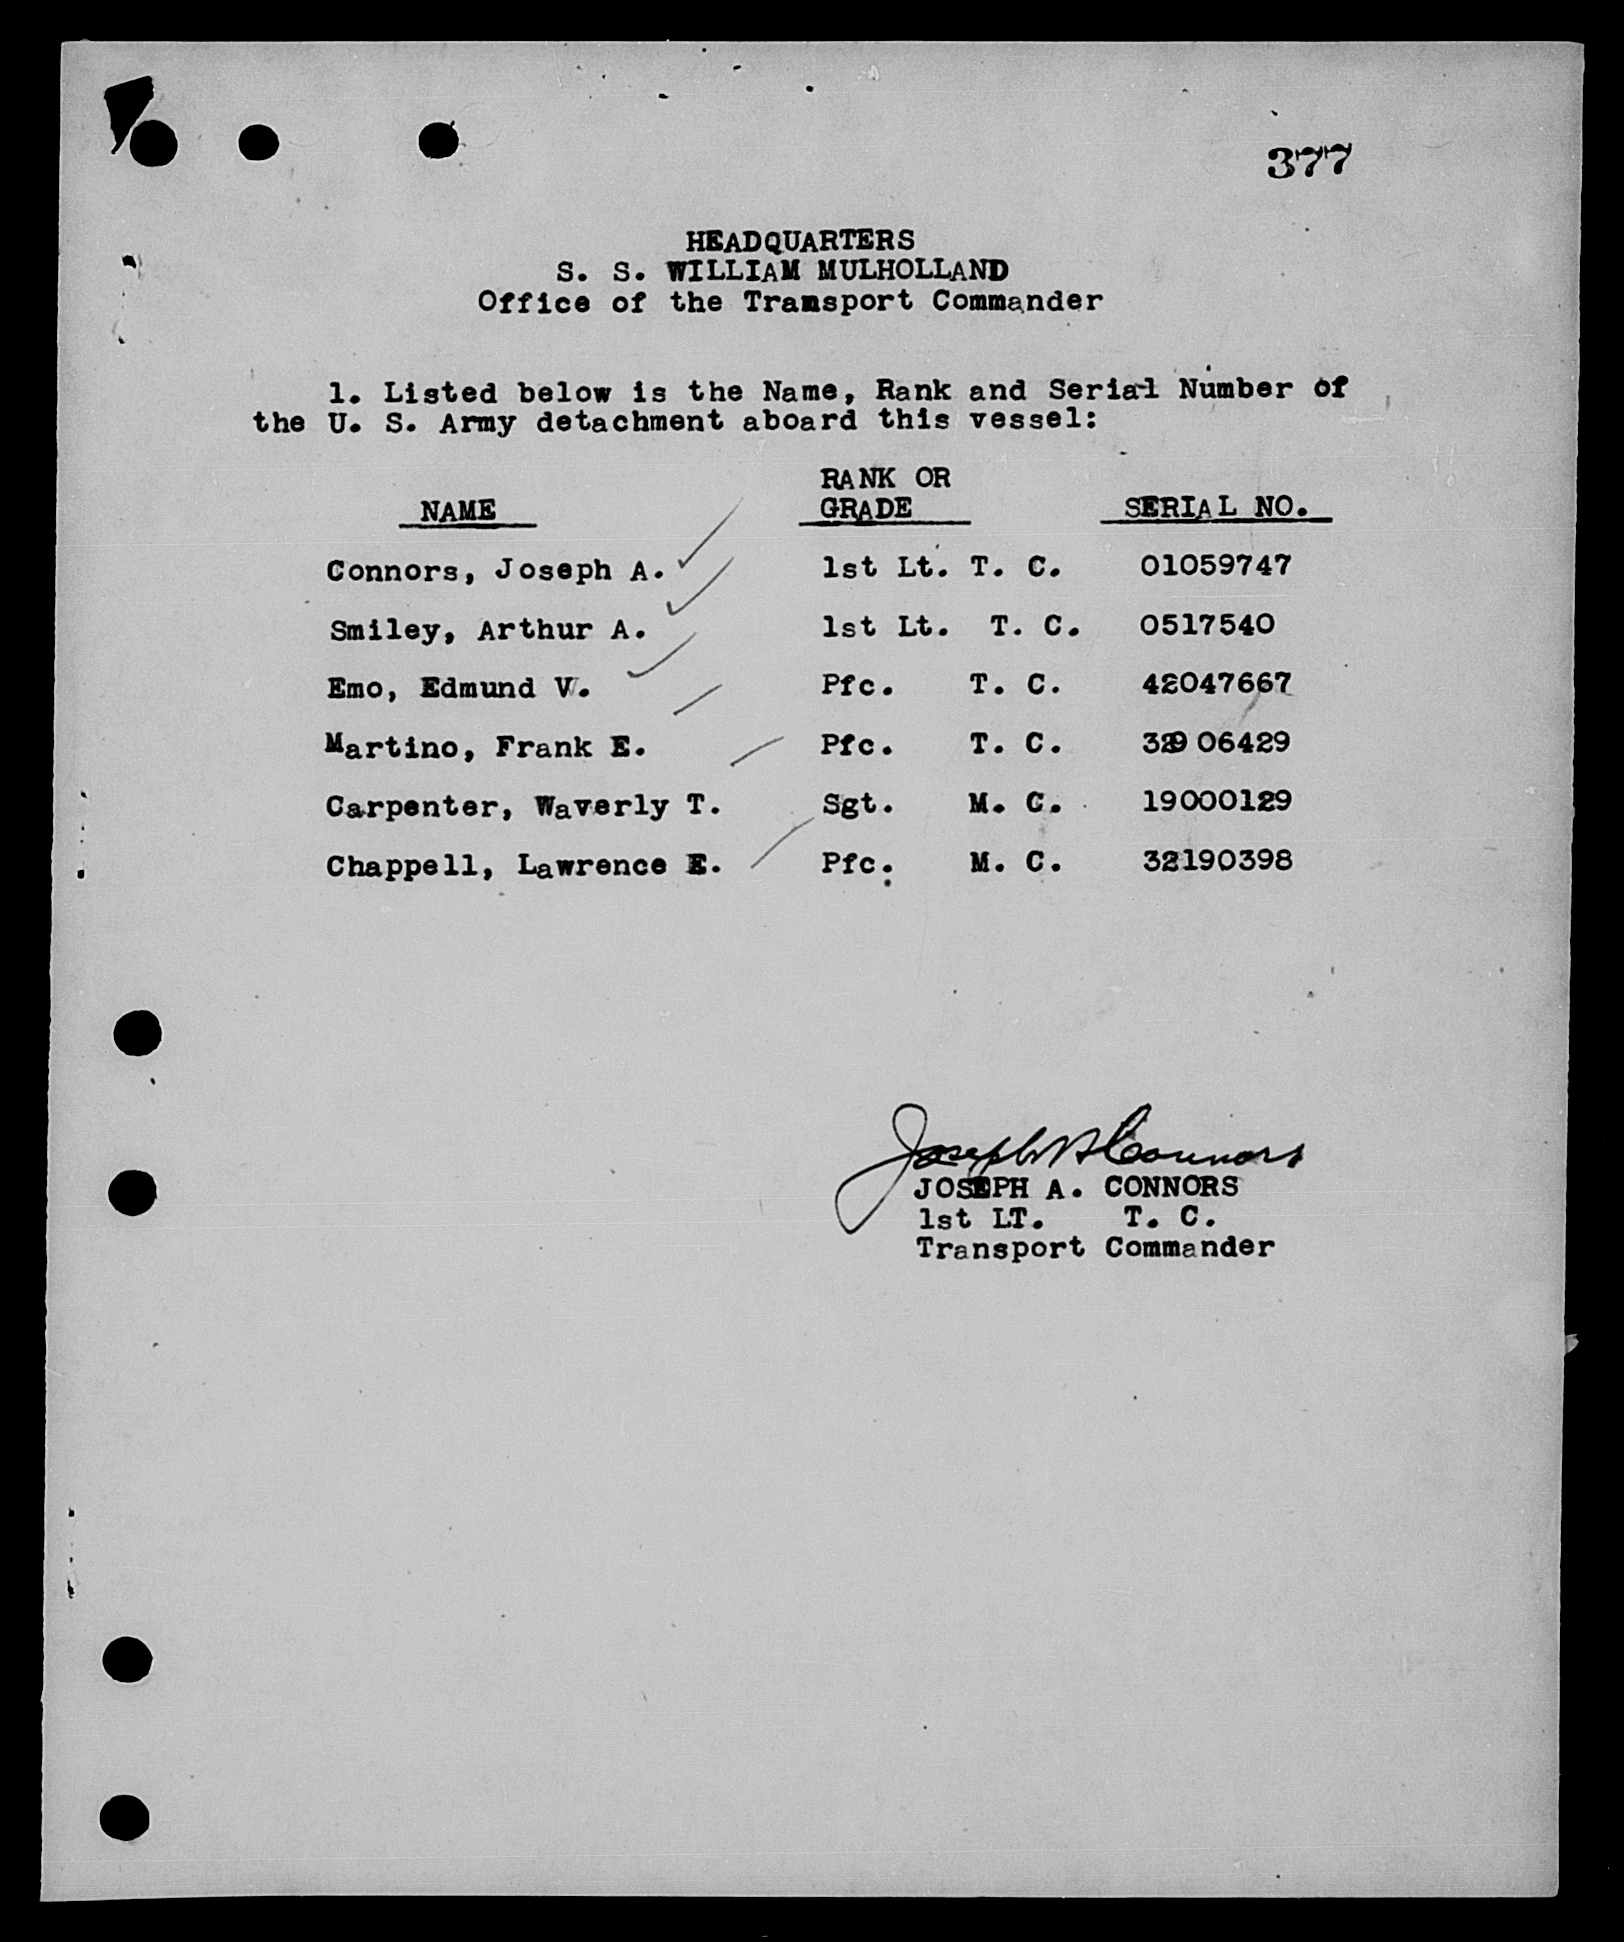 377
HEADQUARTERS
S. S. WILLIAM MULHOLLAND
Office of the Transport Commander
1. Listed below is the Name, Rank and Serial Number of
the U. S. Army detachment aboard this vessel:
NAME RANK OR GRADE SERIAL NO.
Connors, Joseph A. 1st Lt. T. C. 01059747
Smiley, Arthur A. 1st Lt. T. C. 0517540
Emo, Edmund V. Pfc. T. C. 42047667
Martino, Frank E. Pfc. T. C. 32906429
Carpenter, Waverly T. Sgt. M. C. 19000129
Chappell, Lawrence E. Pfc. M. C. 32190398
Joseph A Connors
JOSEPH A. CONNORS
1st LT. T. C.
Transport Commander